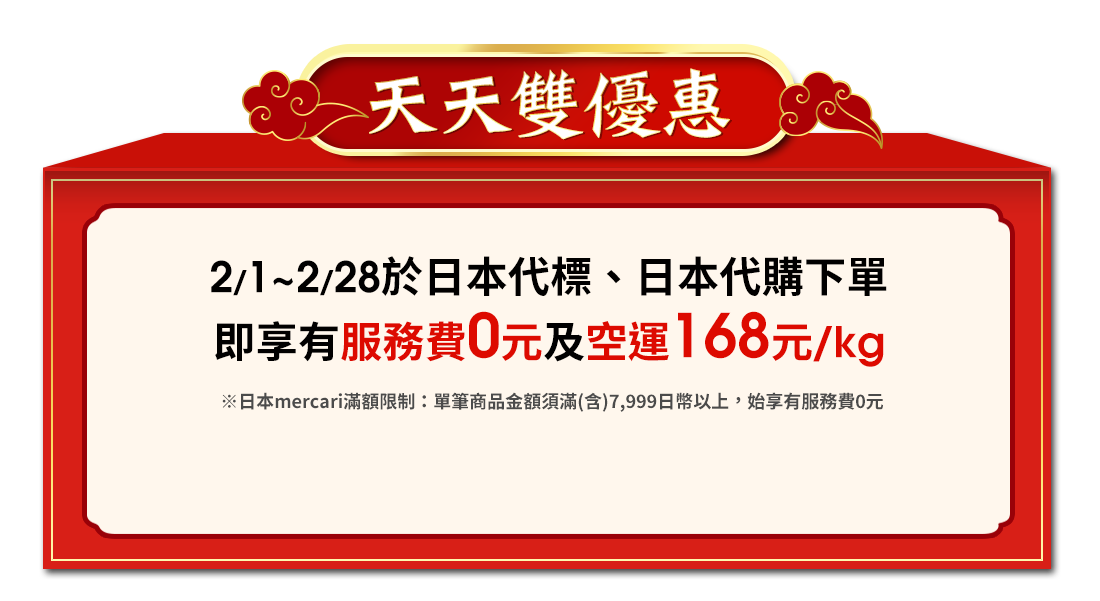 天天雙優惠
2/1~2/28於日本代標、日本代購下單
即享有服務費0元及空運168元/kg
※日本mercari滿額限制：單筆商品金額須滿(含)7,999日幣以上，始享有服務費0元